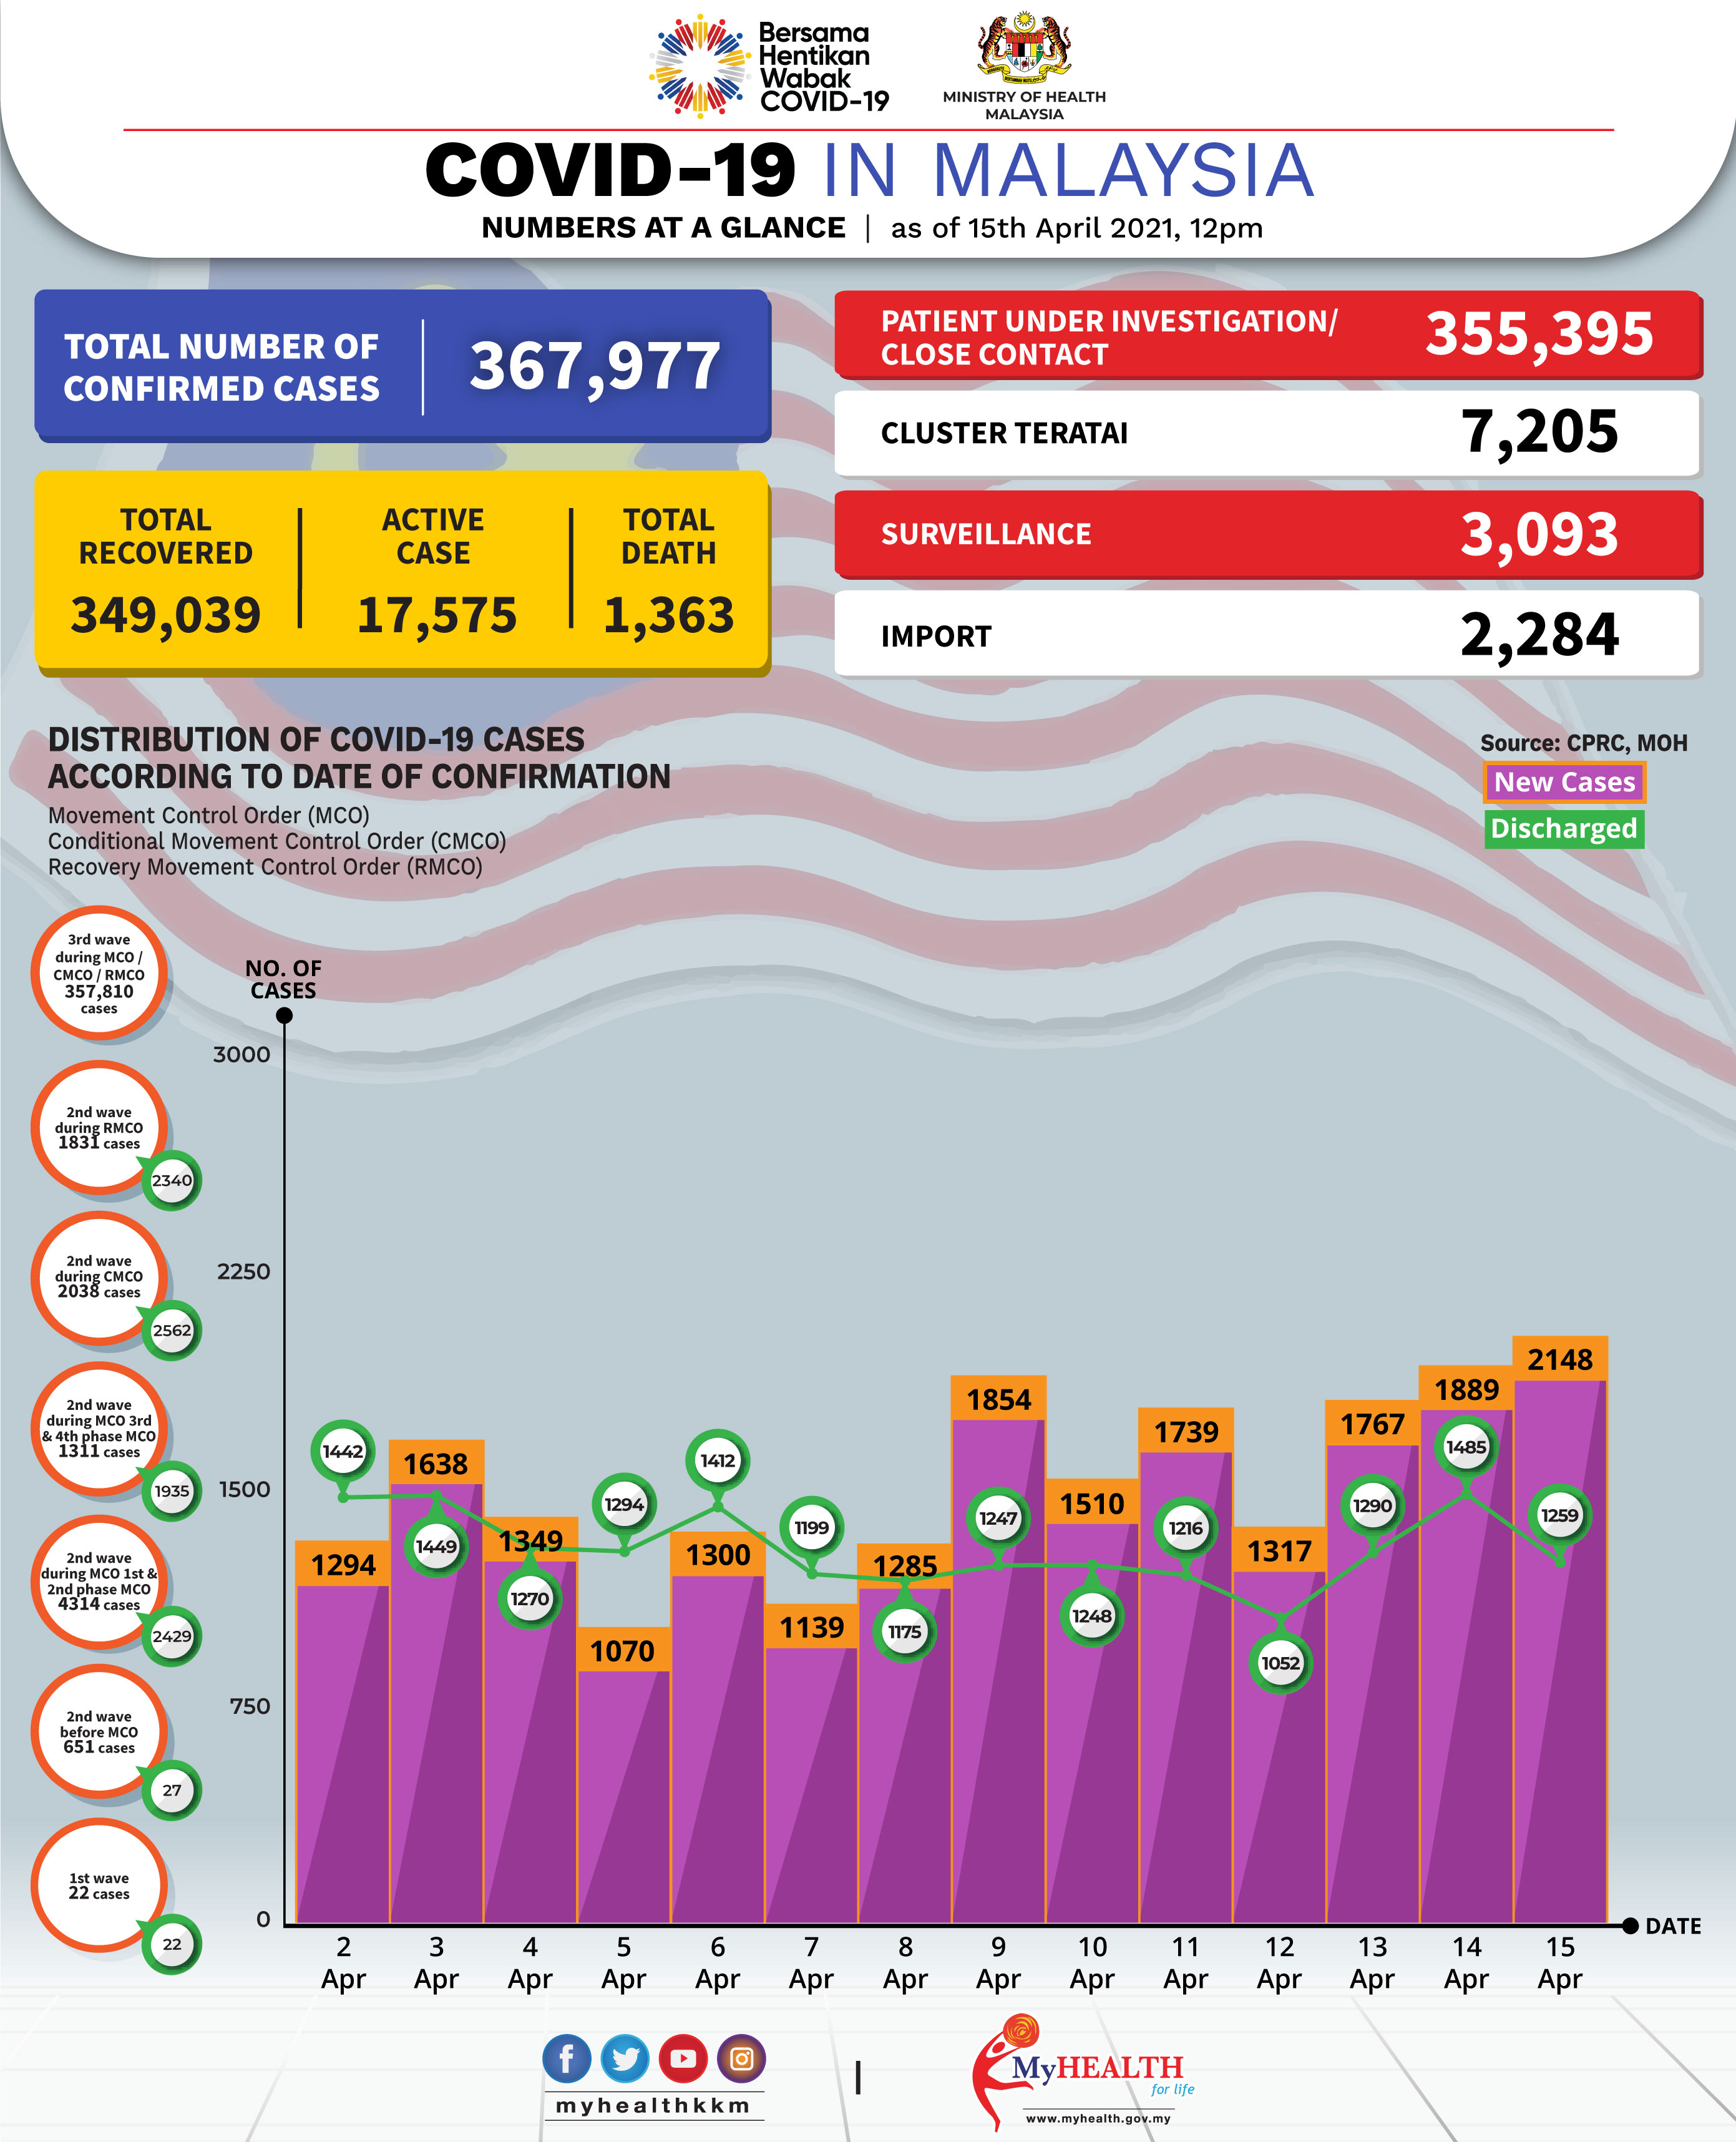 Bersama
Hentikan
Wabak
COVID-19
MINISTRY OF HEALTH
MALAYSIA
COVID-19 IN MALAYSIA
NUMBERS AT A GLANCE | as of 15th April 2021, 12pm
TOTAL NUMBER OF
CONFIRMED CASES
367,977
TOTAL
RECOVERED
349,039
ACTIVE
CASE
17,575
TOTAL
DEATH
1,363
PATIENT UNDER INVESTIGATION/
CLOSE CONTACT
355,395
CLUSTER TERATAI
7,205
SURVEILLANCE
3,093
IMPORT
2,284
DISTRIBUTION OF COVID-19 CASES
ACCORDING TO DATE OF CONFIRMATION
Movement Control Order (MCO)
Conditional Movement Control Order (CMCO)
Recovery Movement Control Order (RMCO)
Source: CPRC, MOH
New Cases
Discharged
3rd wave
during MCO /
CMCO / RMCO
357,810
cases
2nd wave
during RMCO
1831 cases
2340
2nd wave
during CMCO
2038 cases
2562
2nd wave
during MCO 3rd
& 4th phase MCO
1311 cases
1935
2nd wave
during MCO 1st &
2nd phase MCO
4314 cases
2429
2nd wave
before MCO
651 cases
27
1st wave
22 cases
22
NO. OF
CASES
3000
2250
1500
750
0
1294
1638
1349
1070
1300
1139
1285
1854
1510
1739
1317
1767
1889
2148
1442
1449
1270
1294
1412
1199
1175
1247
1248
1216
1052
1290
1485
1259
2 Apr
3 Apr
4 Apr
5 Apr
6 Apr
7 Apr
8 Apr
9 Apr
10 Apr
11 Apr
12 Apr
13 Apr
14 Apr
15 Apr
DATE
myhealthkkm
MyHEALTH
for life
www.myhealth.gov.my